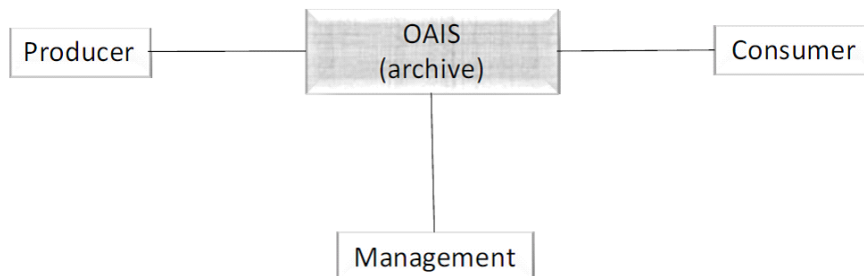 Producer
OAIS
(archive)
Consumer
Management